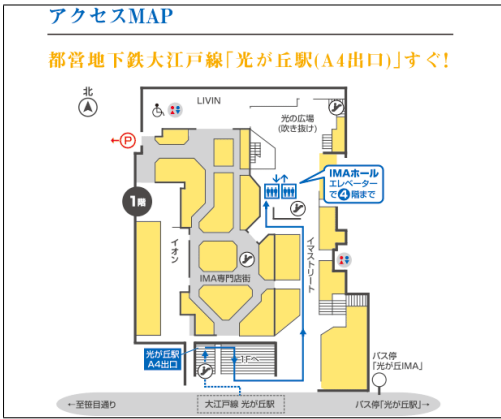 アクセスMAP
都営地下鉄大江戸線「光が丘駅(A4出口)」すぐ!
北
LIVIN
光の広場
(吹き抜け)
P
IMAホール
エレベーター
で4階まで
1階
イオン
IMA専門店街
イマストリート
光が丘駅
A4出口
1Fへ
バス停
「光が丘IMA」
←至笹目通り
大江戸線 光が丘駅
バス停「光が丘駅」→